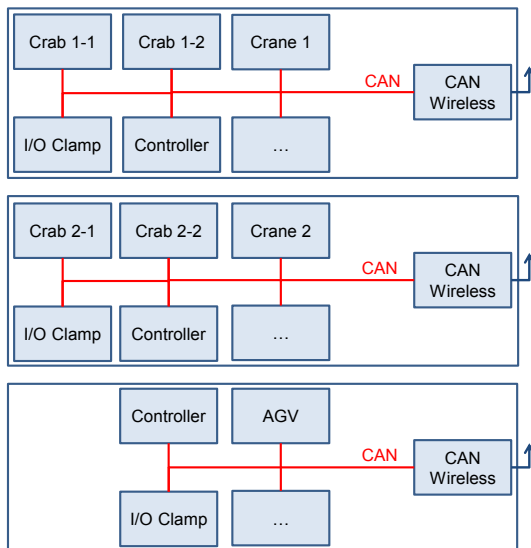 Crab 1-1 Crab 1-2 Crane 1
CAN
CAN
Wireless
I/O Clamp Controller ...
Crab 2-1 Crab 2-2 Crane 2
CAN
CAN
Wireless
I/O Clamp Controller ...
Controller AGV
CAN
CAN
Wireless
I/O Clamp ...